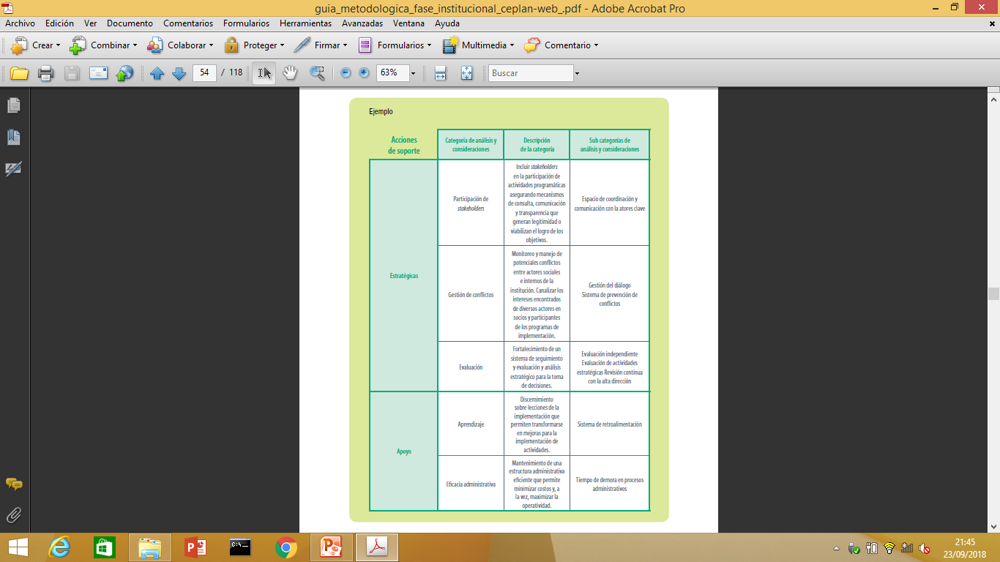 guia_metodologica_fase_institucional_ceplan-web_.pdf - Adobe Acrobat Pro
Archivo Edición Ver Documento Comentarios Formularios Herramientas Avanzadas Ventana Ayuda
Crear Combinar Colaborar Proteger Firmar Formularios Multimedia Comentario
54 / 118 63% Buscar
Ejemplo
Acciones
de soporte
Categoría de análisis y
consideraciones
Descripción
de la categoría
Sub categorías de
análisis y consideraciones
Estratégicas
Participación de
stakeholders
Incluir stakeholders
en la participación de
actividades programáticas
asegurando mecanismos
de consulta, comunicación
y transparencia que
generan legitimidad o
viabilizan el logro de los
objetivos.
Espacio de coordinación y
comunicación con la atores clave
Gestión de conflictos
Monitoreo y manejo de
potenciales conflictos
entre actores sociales
e internos de la
institución. Canalizar los
intereses encontrados
de diversos actores en
socios y participantes
de los programas de
implementación.
Gestión del diálogo
Sistema de prevención de
conflictos
Evaluación
Fortalecimiento de un
sistema de seguimiento
y evaluación y análisis
estratégico para la toma
de decisiones.
Evaluación independiente
Evaluación de actividades
estratégicas Revisión continua
con la alta dirección
Apoyo
Aprendizaje
Discernimiento
sobre lecciones de la
implementación que
permiten transformarse
en mejoras para la
implementación de
actividades.
Sistema de retroalimentación
Eficacia administrativa
Mantenimiento de una
estructura administrativa
eficiente que permite
minimizar costos y, a
la vez, maximizar la
operatividad.
Tiempo de demora en procesos
administrativos
21:45
23/09/2018